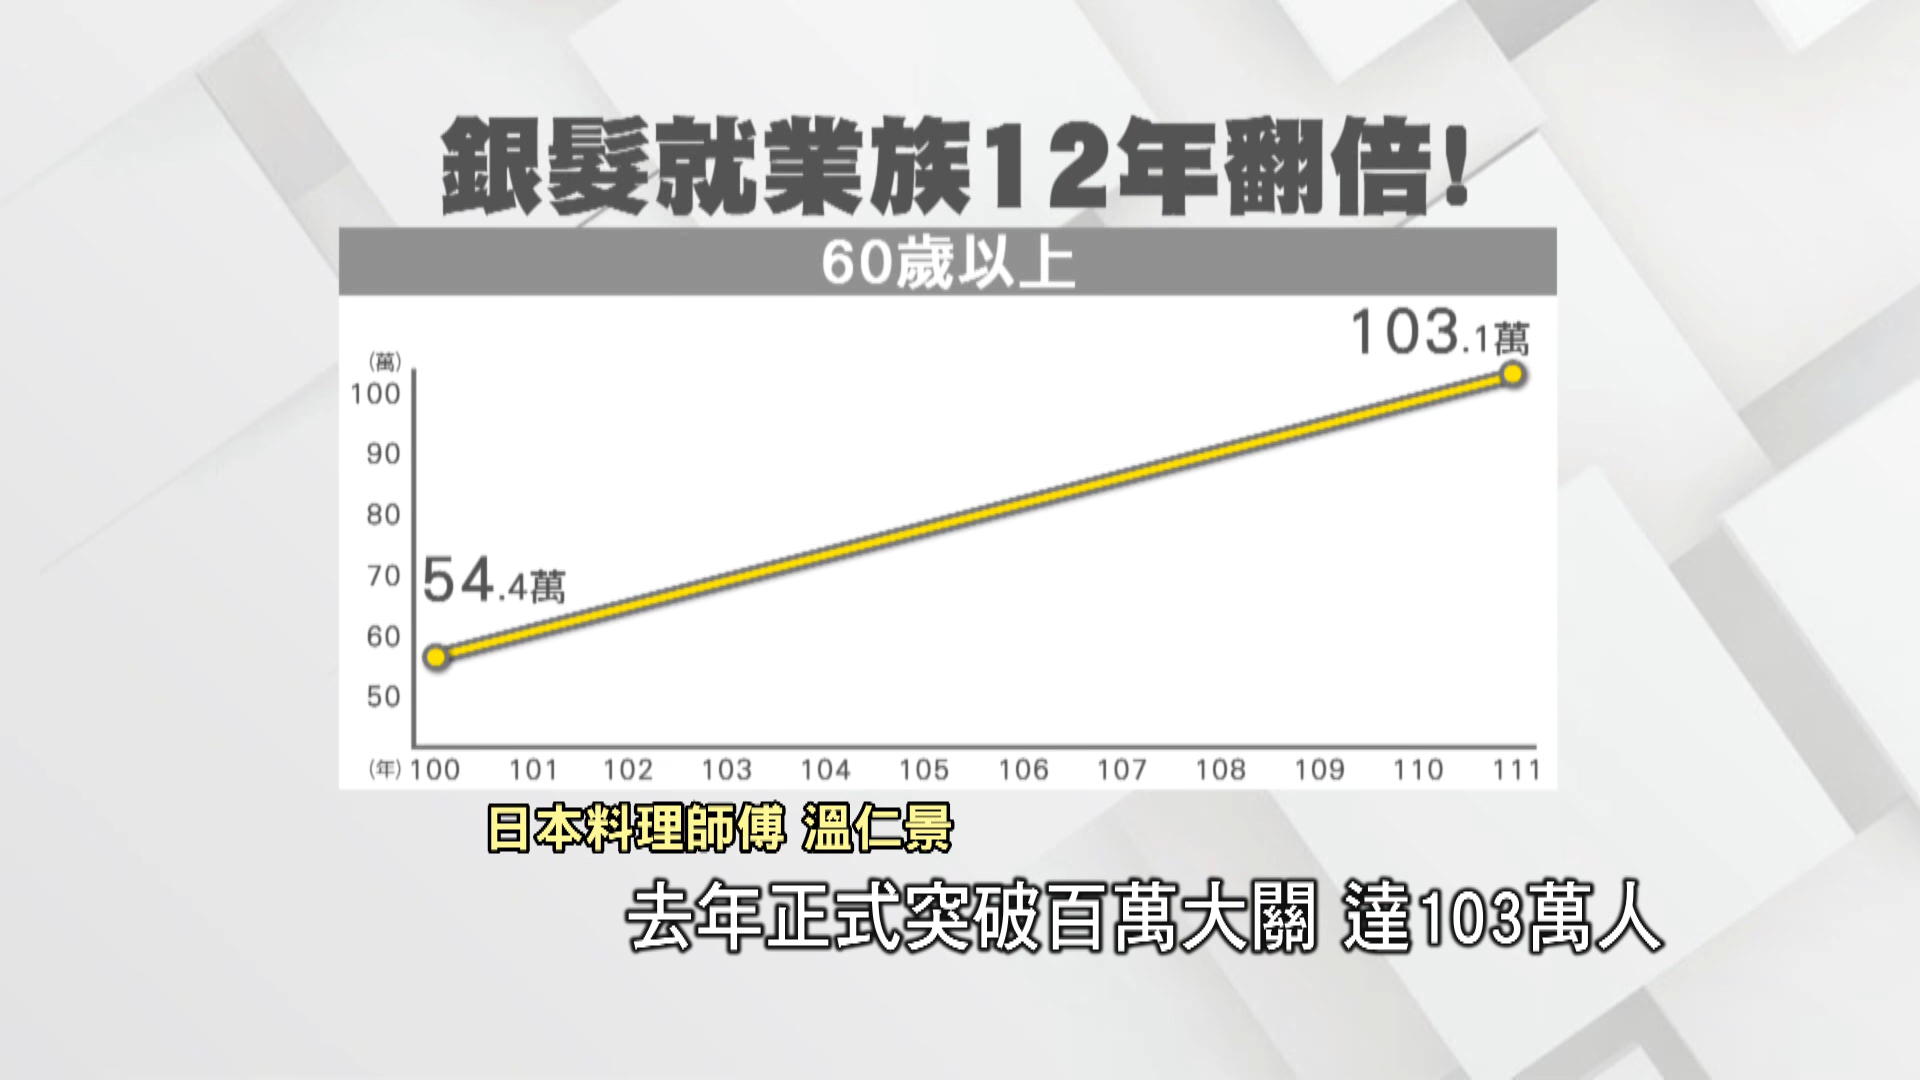 銀髮就業族12年翻倍!
60歲以上
103.1萬
(萬)
100
90
80
70
54.4萬
60
50
(年) 100 101 102 103 104 105 106 107 108 109 110 111
日本料理師傅 溫仁景
去年正式突破百萬大關 達103萬人